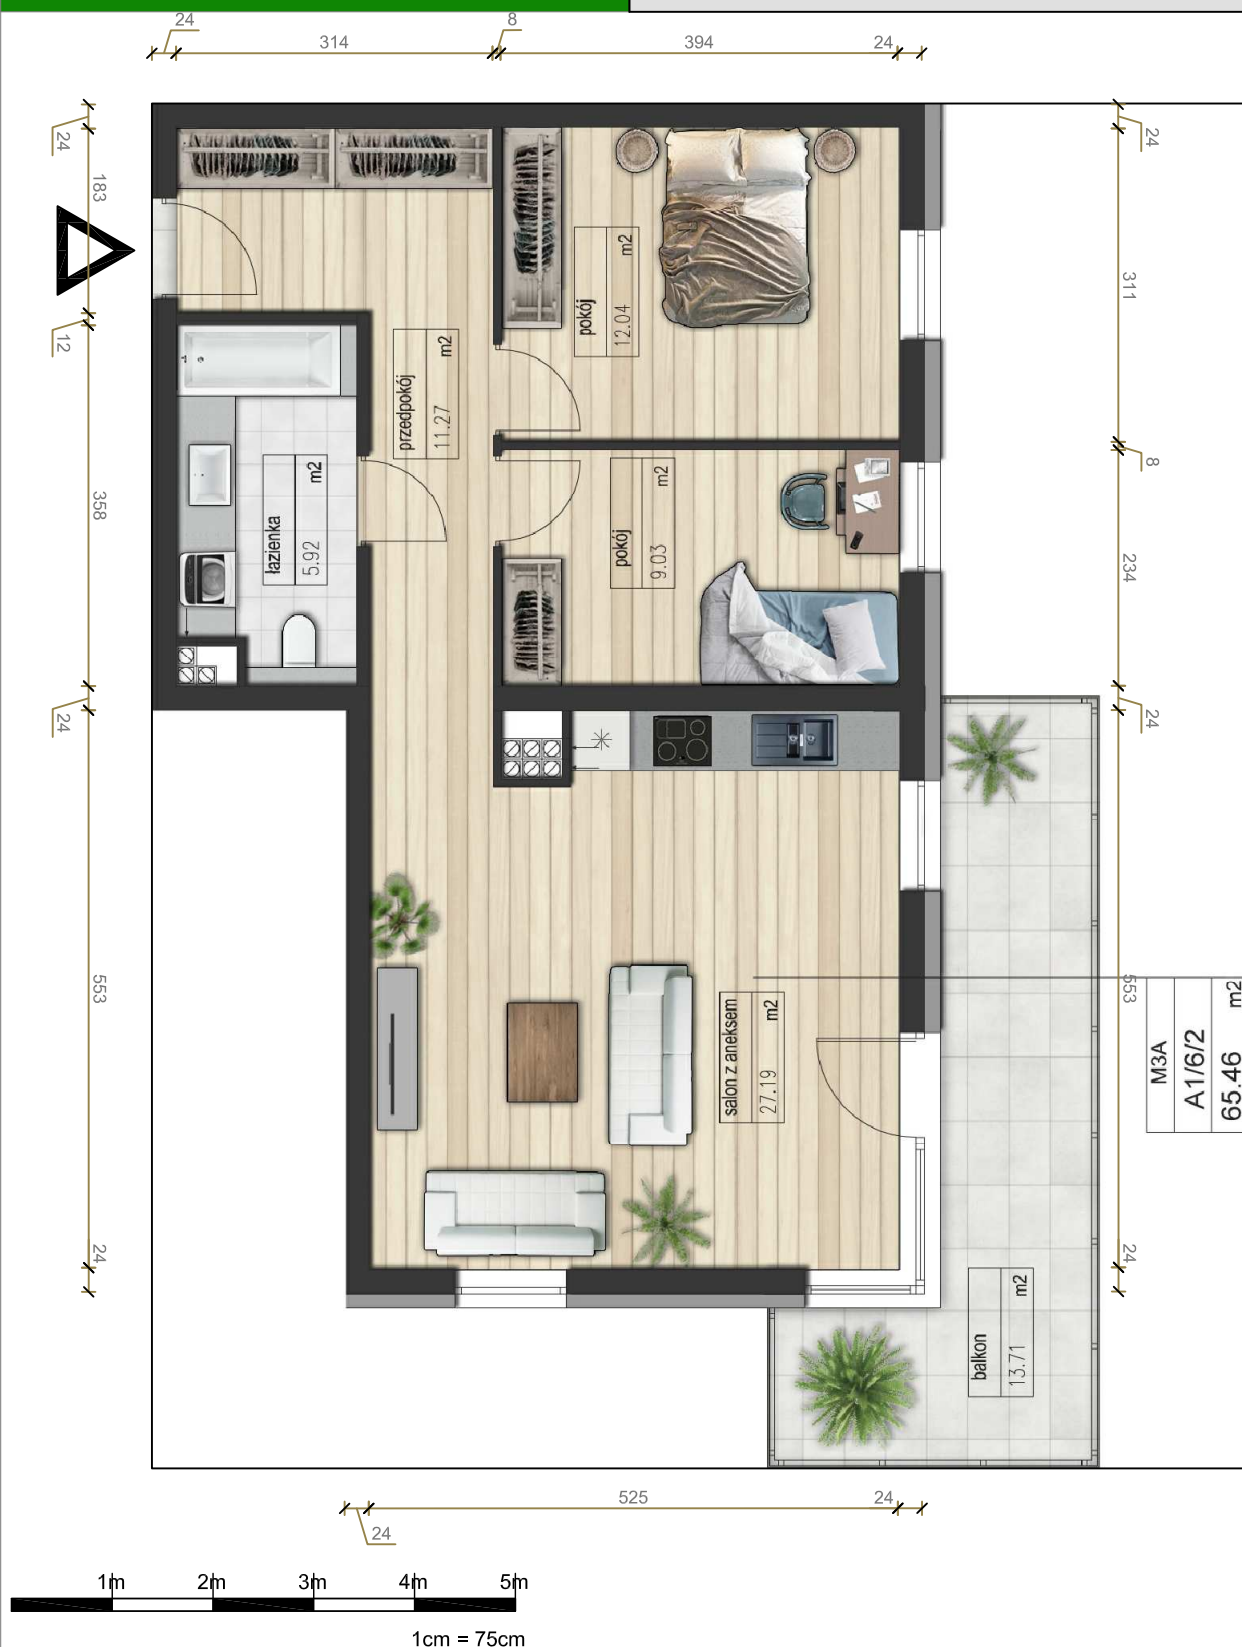 24
314
8
394
24
24
183
12
358
24
553
24
24
311
8
234
24
553
24
pokój
12.04
m2
przedpokój
11.27
m2
łazienka
5.92
m2
pokój
9.03
m2
salon z aneksem
27.19
m2
M3A
A1/6/2
65.46
m2
balkon
13.71
m2
525
24
24
1m 2m 3m 4m 5m
1cm = 75cm